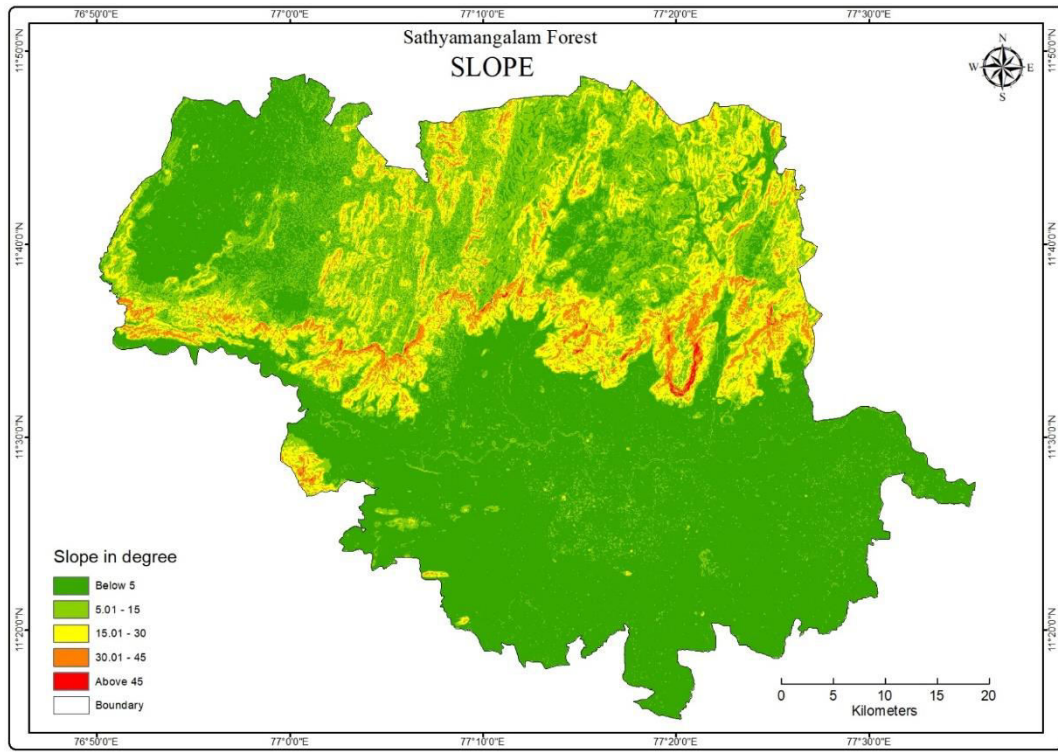 76°50'0"E 77°0'0"E 77°10'0"E 77°20'0"E 77°30'0"E
Sathyamangalam Forest
SLOPE
N
W E
S
11°50'0"N 11°50'0"N
11°40'0"N 11°40'0"N
11°30'0"N 11°30'0"N
11°20'0"N 11°20'0"N
Slope in degree
Below 5
5.01 - 15
15.01 - 30
30.01 - 45
Above 45
Boundary
0 5 10 15 20
Kilometers
76°50'0"E 77°0'0"E 77°10'0"E 77°20'0"E 77°30'0"E